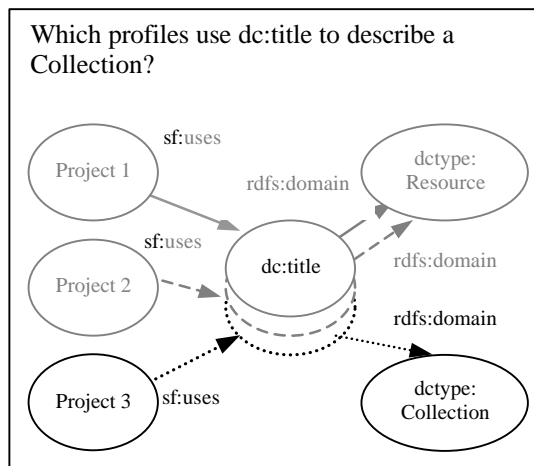 Which profiles use dc:title to describe a
Collection?
sf:uses
Project 1
dctype:
Resource
rdfs:domain
sf:uses
dc:title
rdfs:domain
Project 2
rdfs:domain
Project 3
sf:uses
dctype:
Collection